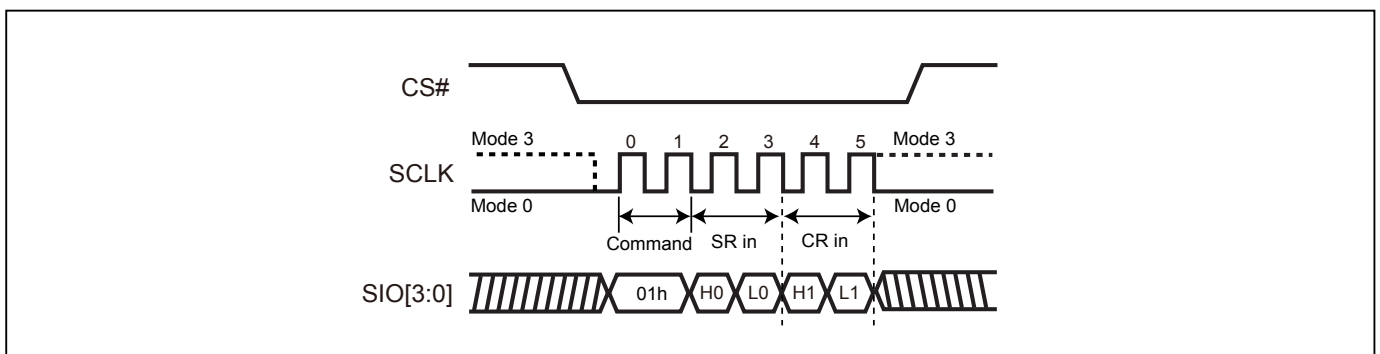 CS#
Mode 3
0 1 2 3 4 5
Mode 3
SCLK
Mode 0
Mode 0
Command
SR in
CR in
SIO[3:0]
01h
H0
L0
H1
L1